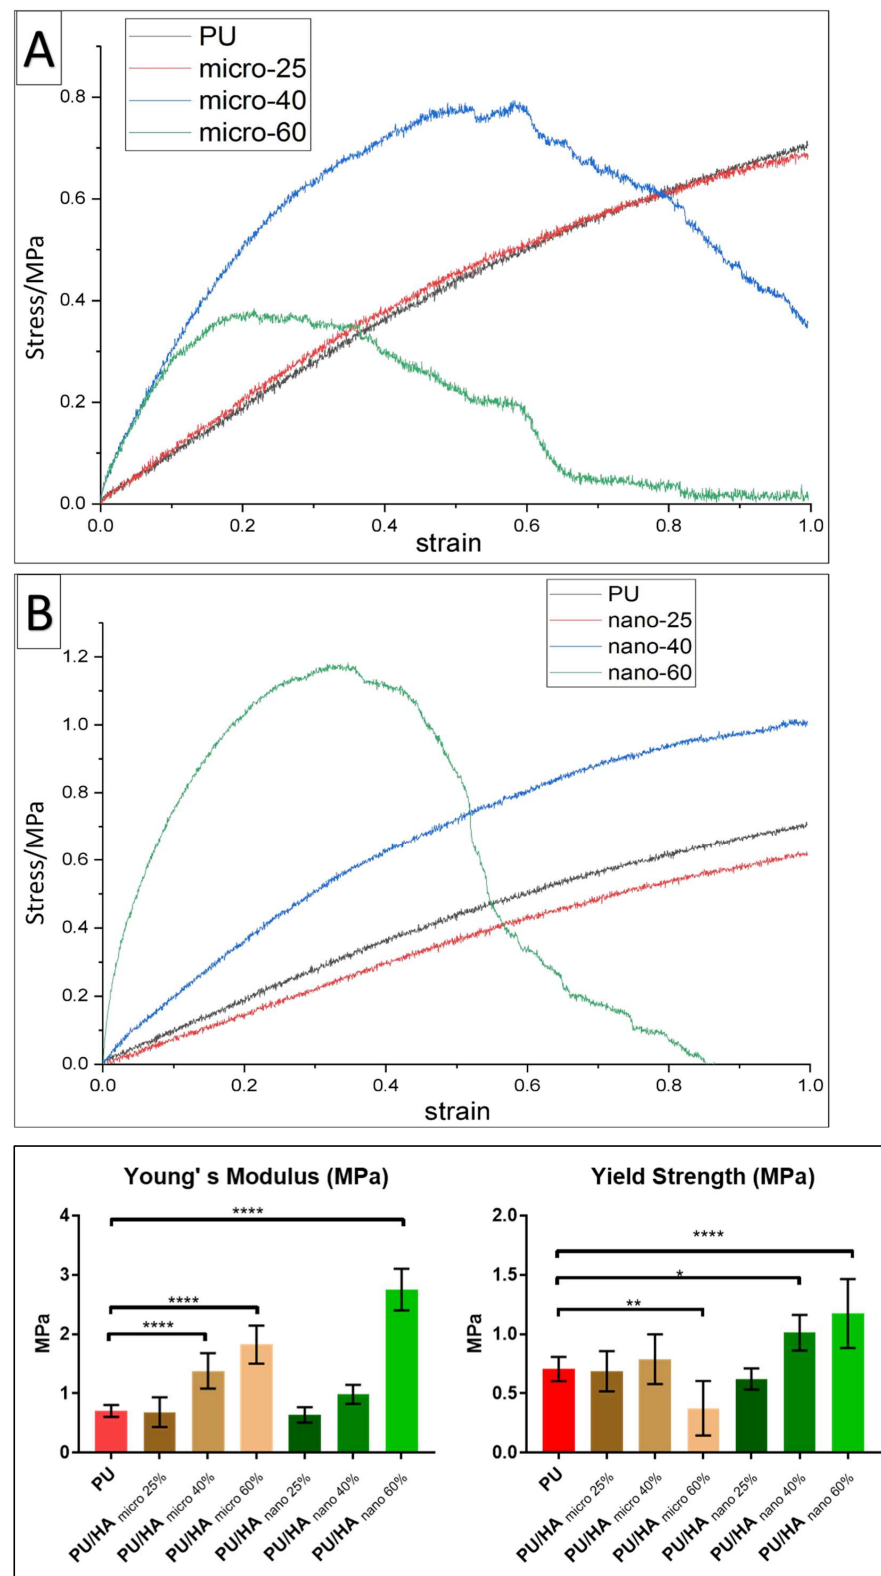 A
PU
micro-25
micro-40
micro-60
0.8
0.6
0.4
0.2
0.0
Stress/MPa
0.0 0.2 0.4 0.6 0.8 1.0
strain
B
PU
nano-25
nano-40
nano-60
1.2
1.0
0.8
0.6
0.4
0.2
0.0
Stress/MPa
0.0 0.2 0.4 0.6 0.8 1.0
strain
Young' s Modulus (MPa)
4
3
2
1
0
MPa
****
****
****
PU
PU/HA micro 25%
PU/HA micro 40%
PU/HA micro 60%
PU/HA nano 25%
PU/HA nano 40%
PU/HA nano 60%
Yield Strength (MPa)
2.0
1.5
1.0
0.5
0.0
MPa
****
*
**
PU
PU/HA micro 25%
PU/HA micro 40%
PU/HA micro 60%
PU/HA nano 25%
PU/HA nano 40%
PU/HA nano 60%